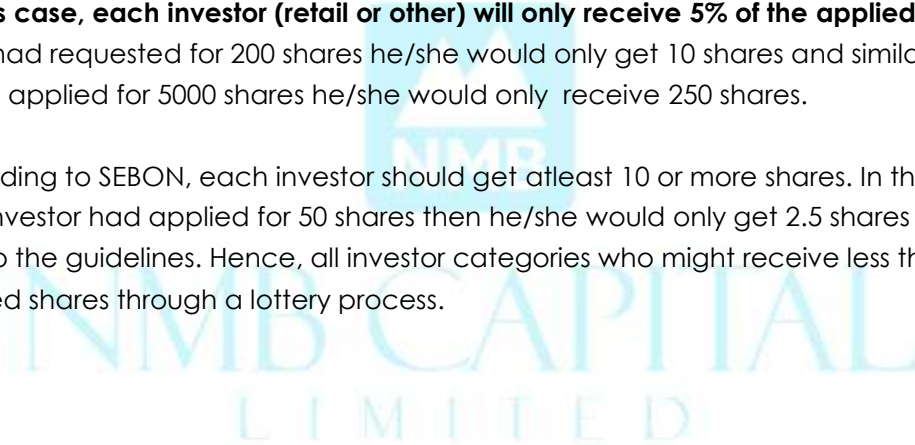 s case, each investor (retail or other) will only receive 5% of the applied
had requested for 200 shares he/she would only get 10 shares and simila
applied for 5000 shares he/she would only receive 250 shares.
ding to SEBON, each investor should get atleast 10 or more shares. In th
nvestor had applied for 50 shares then he/she would only get 2.5 shares
o the guidelines. Hence, all investor categories who might receive less th
ed shares through a lottery process.
NMB
NMB CAPITAL
LIMITED